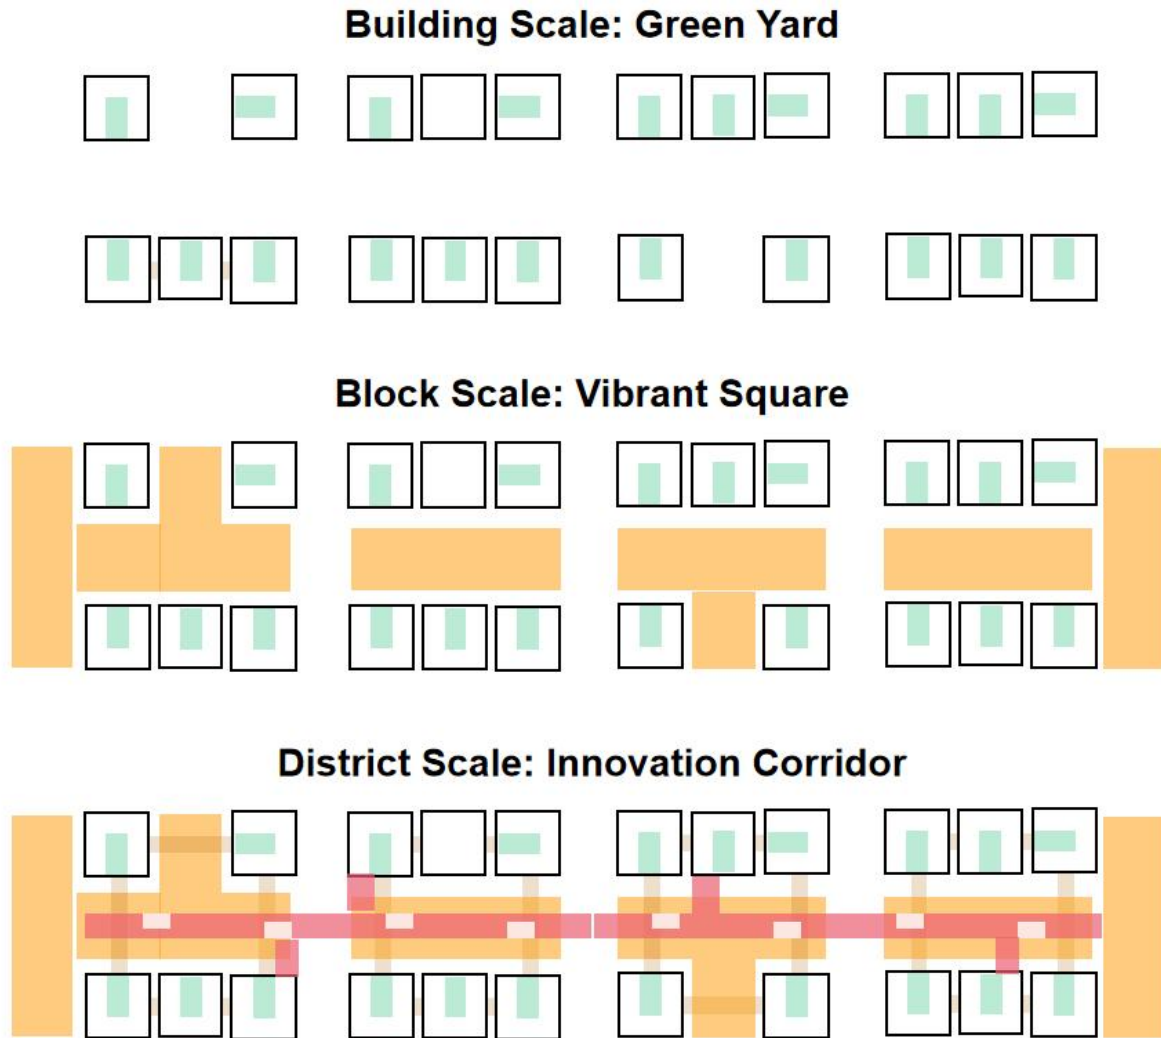 Building Scale: Green Yard
Block Scale: Vibrant Square
District Scale: Innovation Corridor